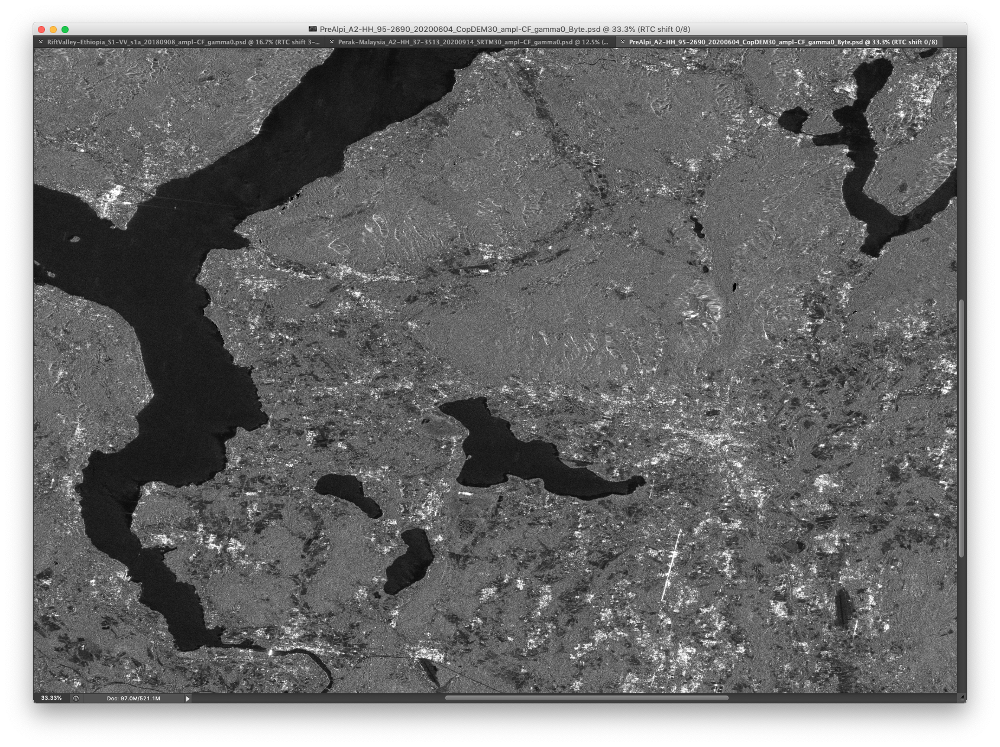 PreAlpi_A2-HH_95-2690_20200604_CopDEM30_ampl-CF_gamma0_Byte.psd @ 33.3% (RTC shift 0/8)
× RiftValley-Ethiopia_S1-VV_s1a_20180908_ampl-CF_gamma0.psd @ 16.7% (RTC shift 3-...
× Perak-Malaysia_A2-HH_37-3513_20200914_SRTM30_ampl-CF_gamma0.psd @ 12.5% (...
× PreAlpi_A2-HH_95-2690_20200604_CopDEM30_ampl-CF_gamma0_Byte.psd @ 33.3% (RTC shift 0/8)
33.33%
Doc: 97.0M/521.1M